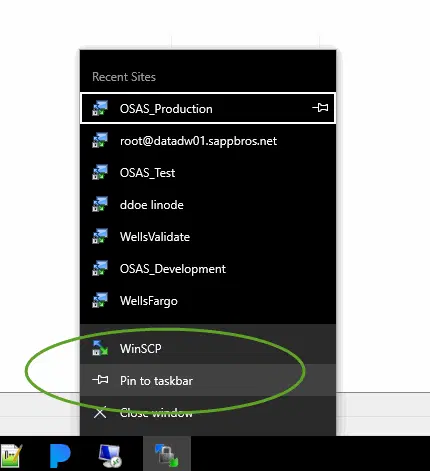 Recent Sites
OSAS_Production
root@datadw01.sappbros.net
OSAS_Test
ddoe linode
WellsValidate
OSAS_Development
WellsFargo
WinSCP
Pin to taskbar
Close window